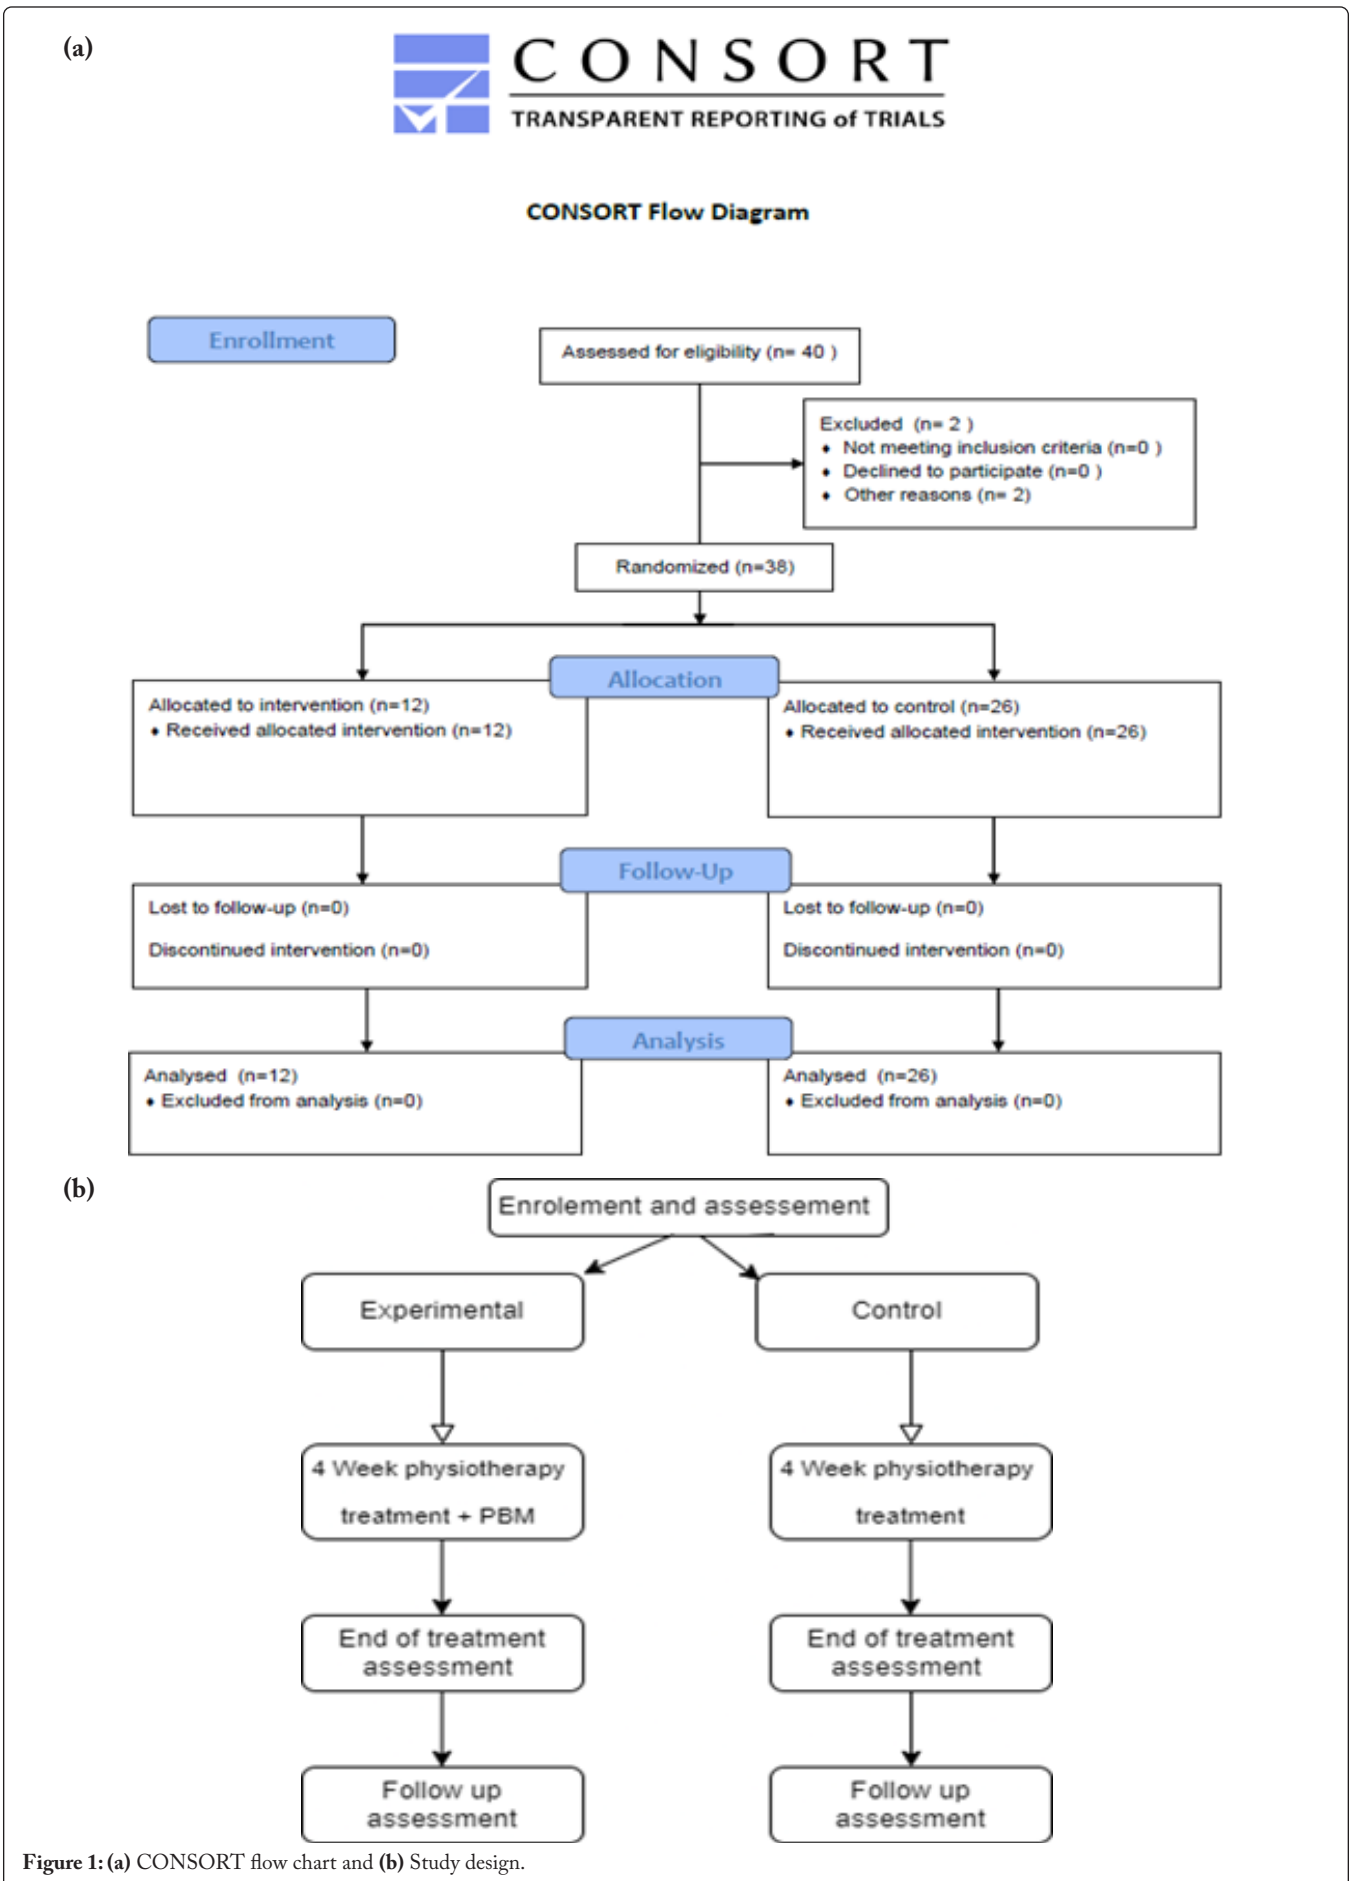 (a)
CONSORT
TRANSPARENT REPORTING of TRIALS
CONSORT Flow Diagram
Enrollment
Assessed for eligibility (n= 40 )
Excluded (n= 2 )
♦ Not meeting inclusion criteria (n=0 )
♦ Declined to participate (n=0 )
♦ Other reasons (n= 2)
Randomized (n=38)
Allocation
Allocated to intervention (n=12)
♦ Received allocated intervention (n=12)
Allocated to control (n=26)
♦ Received allocated intervention (n=26)
Follow-Up
Lost to follow-up (n=0)
Discontinued intervention (n=0)
Lost to follow-up (n=0)
Discontinued intervention (n=0)
Analysis
Analysed (n=12)
♦ Excluded from analysis (n=0)
Analysed (n=26)
♦ Excluded from analysis (n=0)
(b)
Enrolement and assessement
Experimental
Control
4 Week physiotherapy
treatment + PBM
4 Week physiotherapy
treatment
End of treatment
assessment
End of treatment
assessment
Follow up
assessment
Follow up
assessment
Figure 1: (a) CONSORT flow chart and (b) Study design.